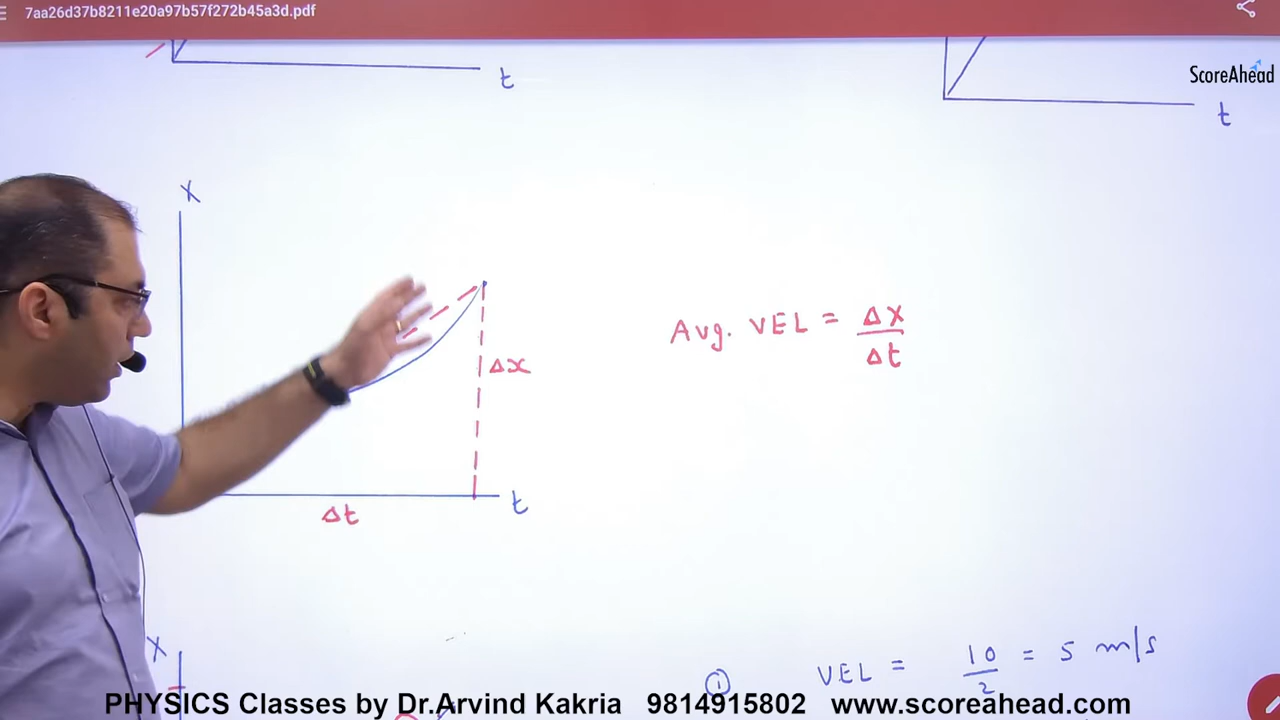 7aa26d37b8211e20a97b57f272b45a3d.pdf
ScoreAhead
t
t
X
Avg. VEL = Δx/Δt
Δx
t
Δt
X
① VEL = 10/2 = 5 m/s
PHYSICS Classes by Dr.Arvind Kakria 9814915802 www.scoreahead.com